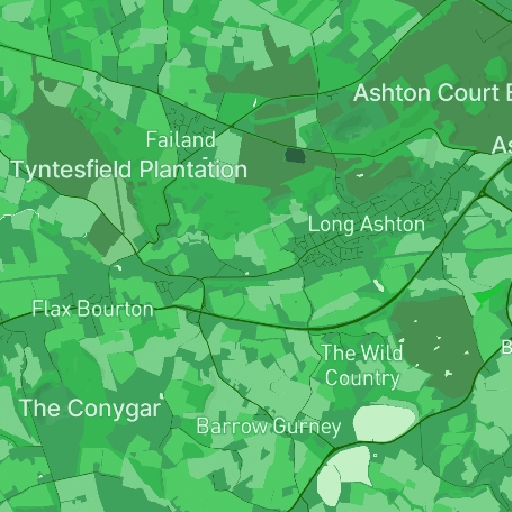 Ashton Court E
Failand
As
Tyntesfield Plantation
Long Ashton
Flax Bourton
The Wild
Country
B
The Conygar
Barrow Gurney